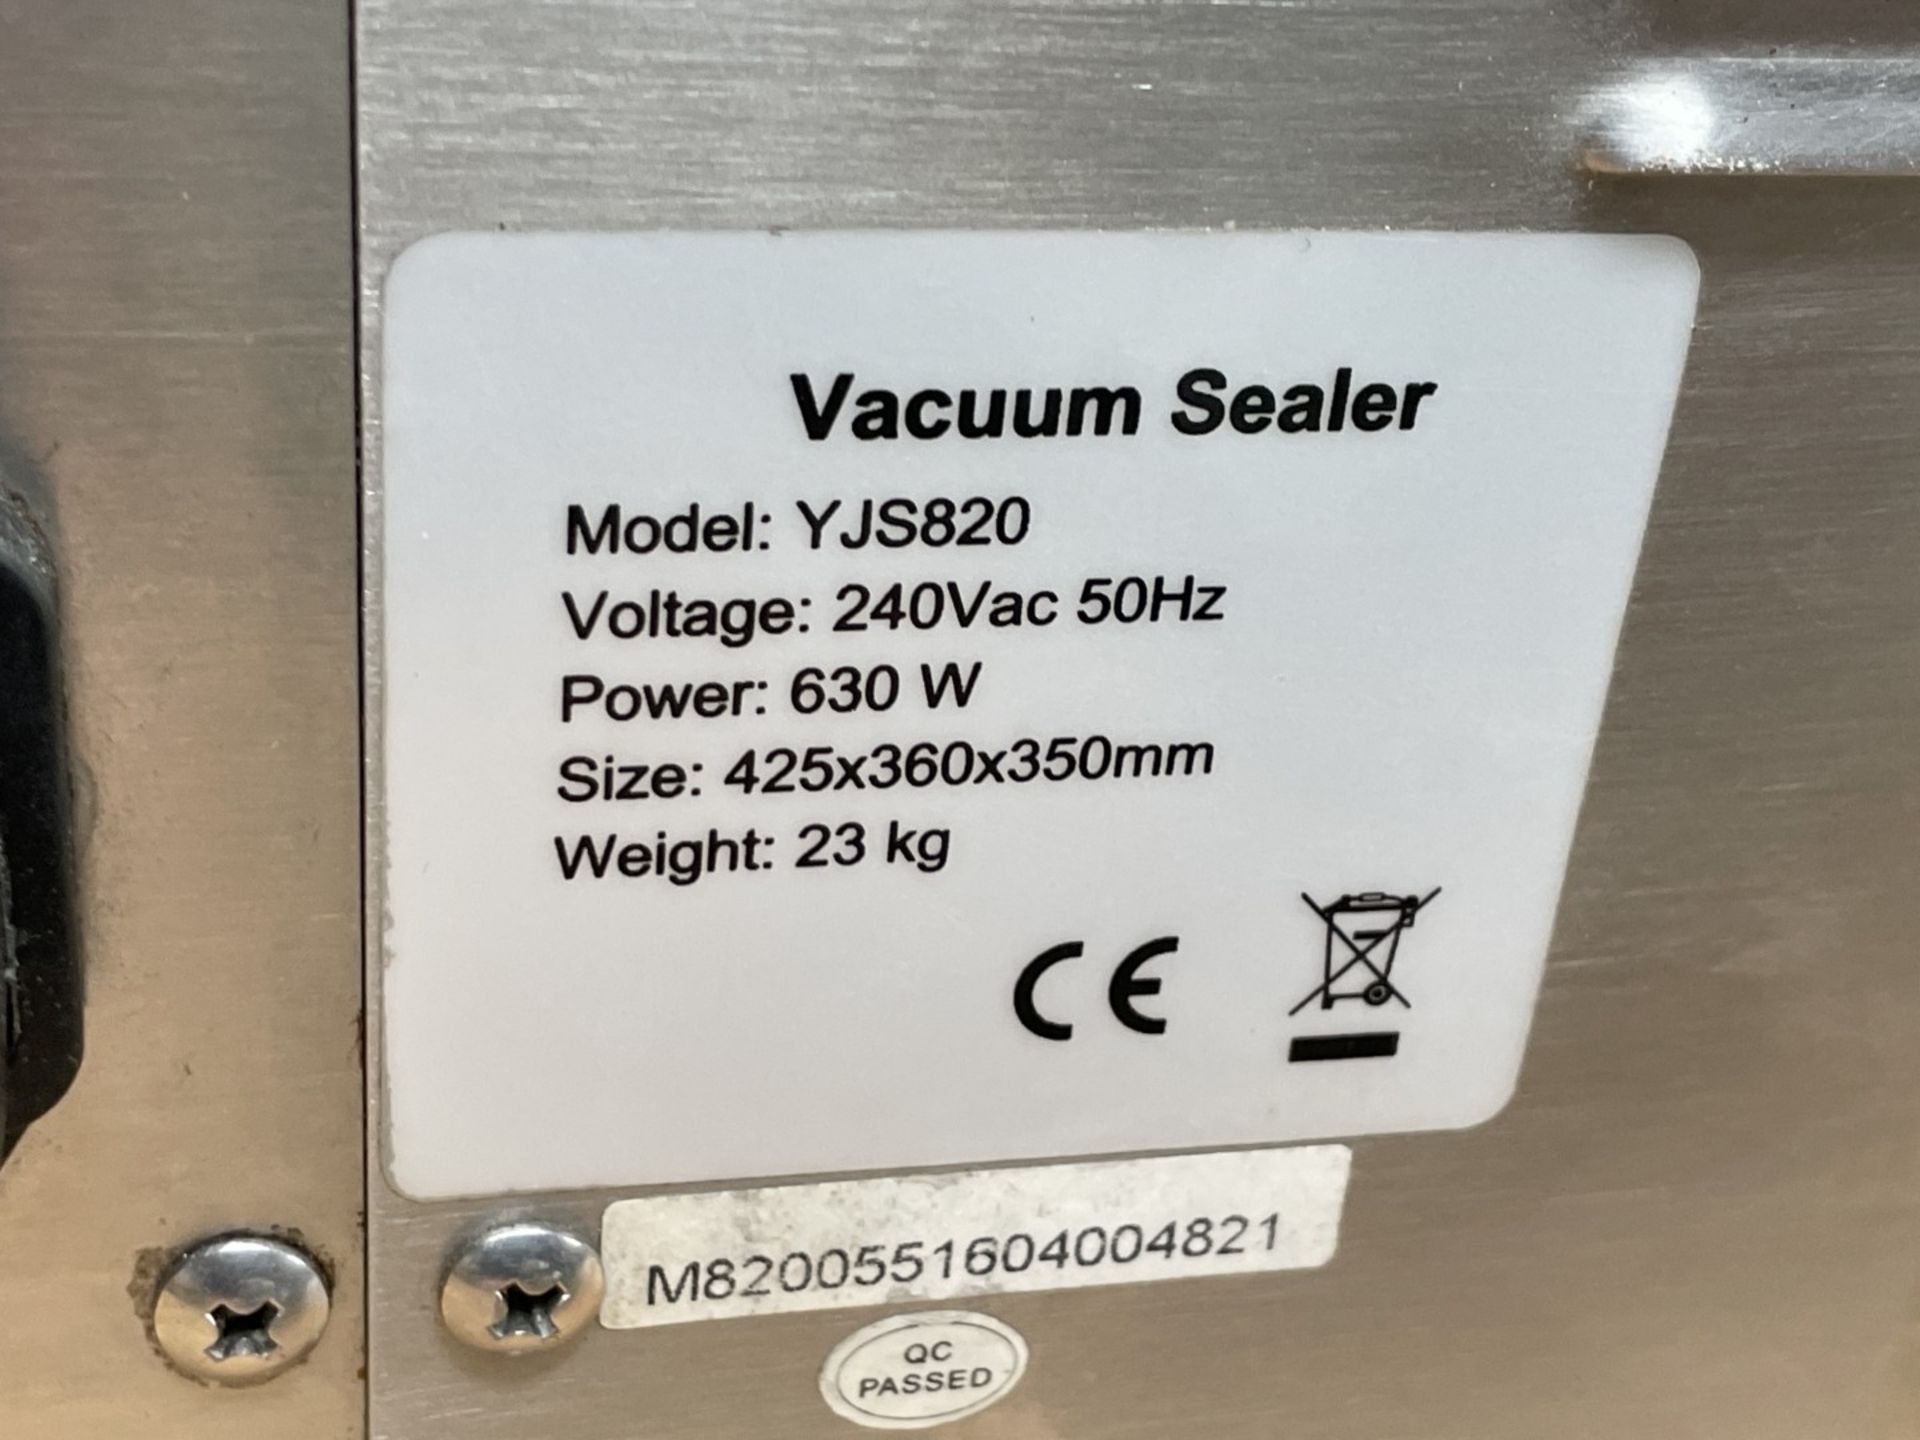 Vacuum Sealer
Model: YJS820
Voltage: 240Vac 50Hz
Power: 630 W
Size: 425x360x350mm
Weight: 23 kg
CE
M8200551604004821
QC
PASSED